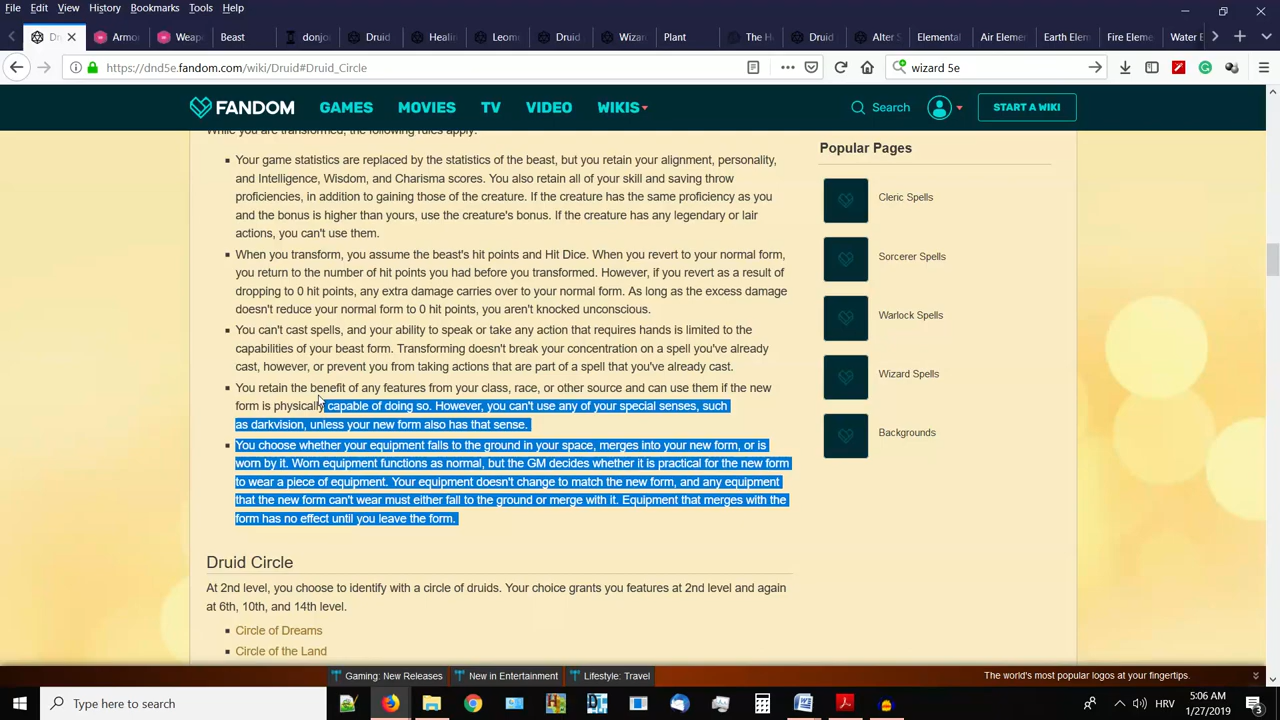 File Edit View History Bookmarks Tools Help
Dr
Armo
Weap
Beast
donjo
Druid
Healin
Leom
Druid
Wizan
Plant
The H
Druid
Alter S
Elemental
Air Elemen
Earth Elem
Fire Eleme
Water E
https://dnd5e.fandom.com/wiki/Druid#Druid_Circle
wizard 5e
FANDOM
GAMES MOVIES TV VIDEO WIKIS
Search
START A WIKI
While you are transformed, the following rules apply:
Your game statistics are replaced by the statistics of the beast, but you retain your alignment, personality,
and Intelligence, Wisdom, and Charisma scores. You also retain all of your skill and saving throw
proficiencies, in addition to gaining those of the creature. If the creature has the same proficiency as you
and the bonus is higher than yours, use the creature's bonus. If the creature has any legendary or lair
actions, you can't use them.
When you transform, you assume the beast's hit points and Hit Dice. When you revert to your normal form,
you return to the number of hit points you had before you transformed. However, if you revert as a result of
dropping to 0 hit points, any extra damage carries over to your normal form. As long as the excess damage
doesn't reduce your normal form to 0 hit points, you aren't knocked unconscious.
You can't cast spells, and your ability to speak or take any action that requires hands is limited to the
capabilities of your beast form. Transforming doesn't break your concentration on a spell you've already
cast, however, or prevent you from taking actions that are part of a spell that you've already cast.
You retain the benefit of any features from your class, race, or other source and can use them if the new
form is physically capable of doing so. However, you can't use any of your special senses, such
as darkvision, unless your new form also has that sense.
You choose whether your equipment falls to the ground in your space, merges into your new form, or is
worn by it. Worn equipment functions as normal, but the GM decides whether it is practical for the new form
to wear a piece of equipment. Your equipment doesn't change to match the new form, and any equipment
that the new form can't wear must either fall to the ground or merge with it. Equipment that merges with the
form has no effect until you leave the form.
Druid Circle
At 2nd level, you choose to identify with a circle of druids. Your choice grants you features at 2nd level and again
at 6th, 10th, and 14th level.
Circle of Dreams
Circle of the Land
Popular Pages
Cleric Spells
Sorcerer Spells
Warlock Spells
Wizard Spells
Backgrounds
Gaming: New Releases
New in Entertainment
Lifestyle: Travel
The world's most popular logos at your fingertips.
Type here to search
HRV
5:06 AM
1/27/2019
3